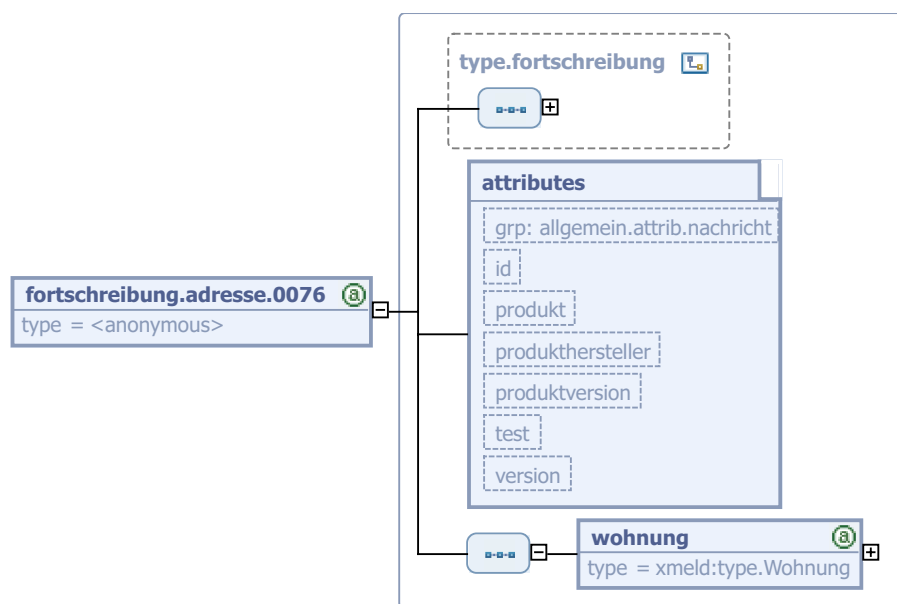 type.fortschreibung
attributes
grp: allgemein.attrib.nachricht
id
produkt
produkthersteller
produktversion
test
version
fortschreibung.adresse.0076
type = <anonymous>
wohnung
type = xmeld:type.Wohnung